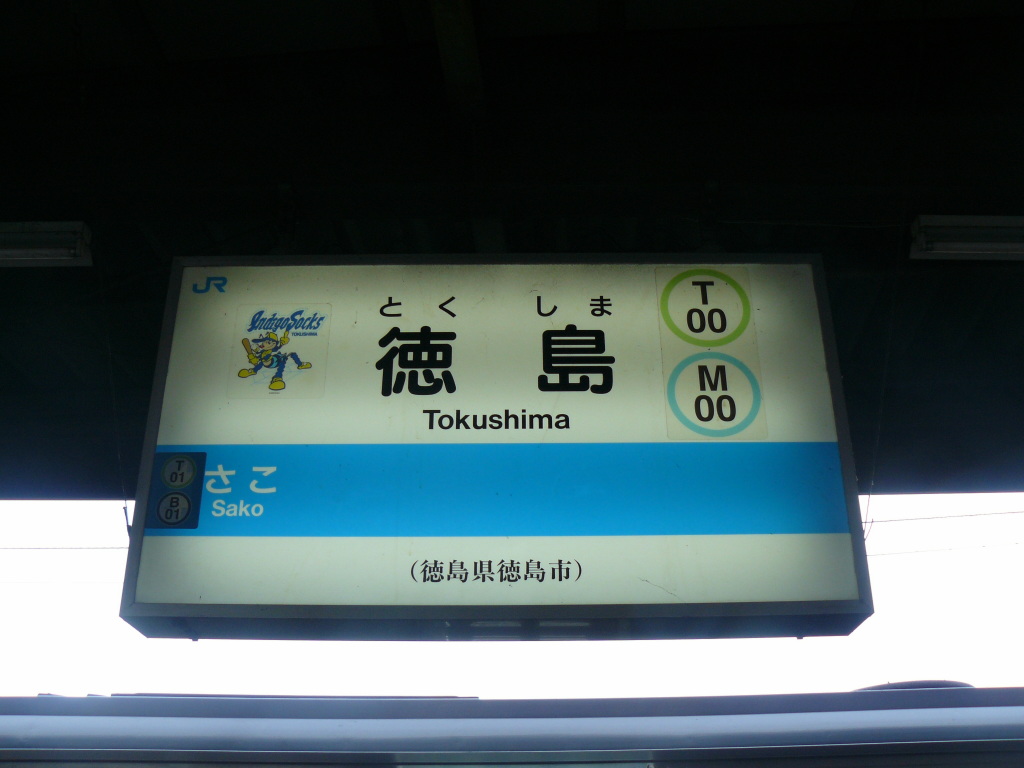 JR
IndigoSocks
TOKUSHIMA
とくしま
徳島
Tokushima
T
00
M
00
T
01
B
01
さこ
Sako
(徳島県徳島市)